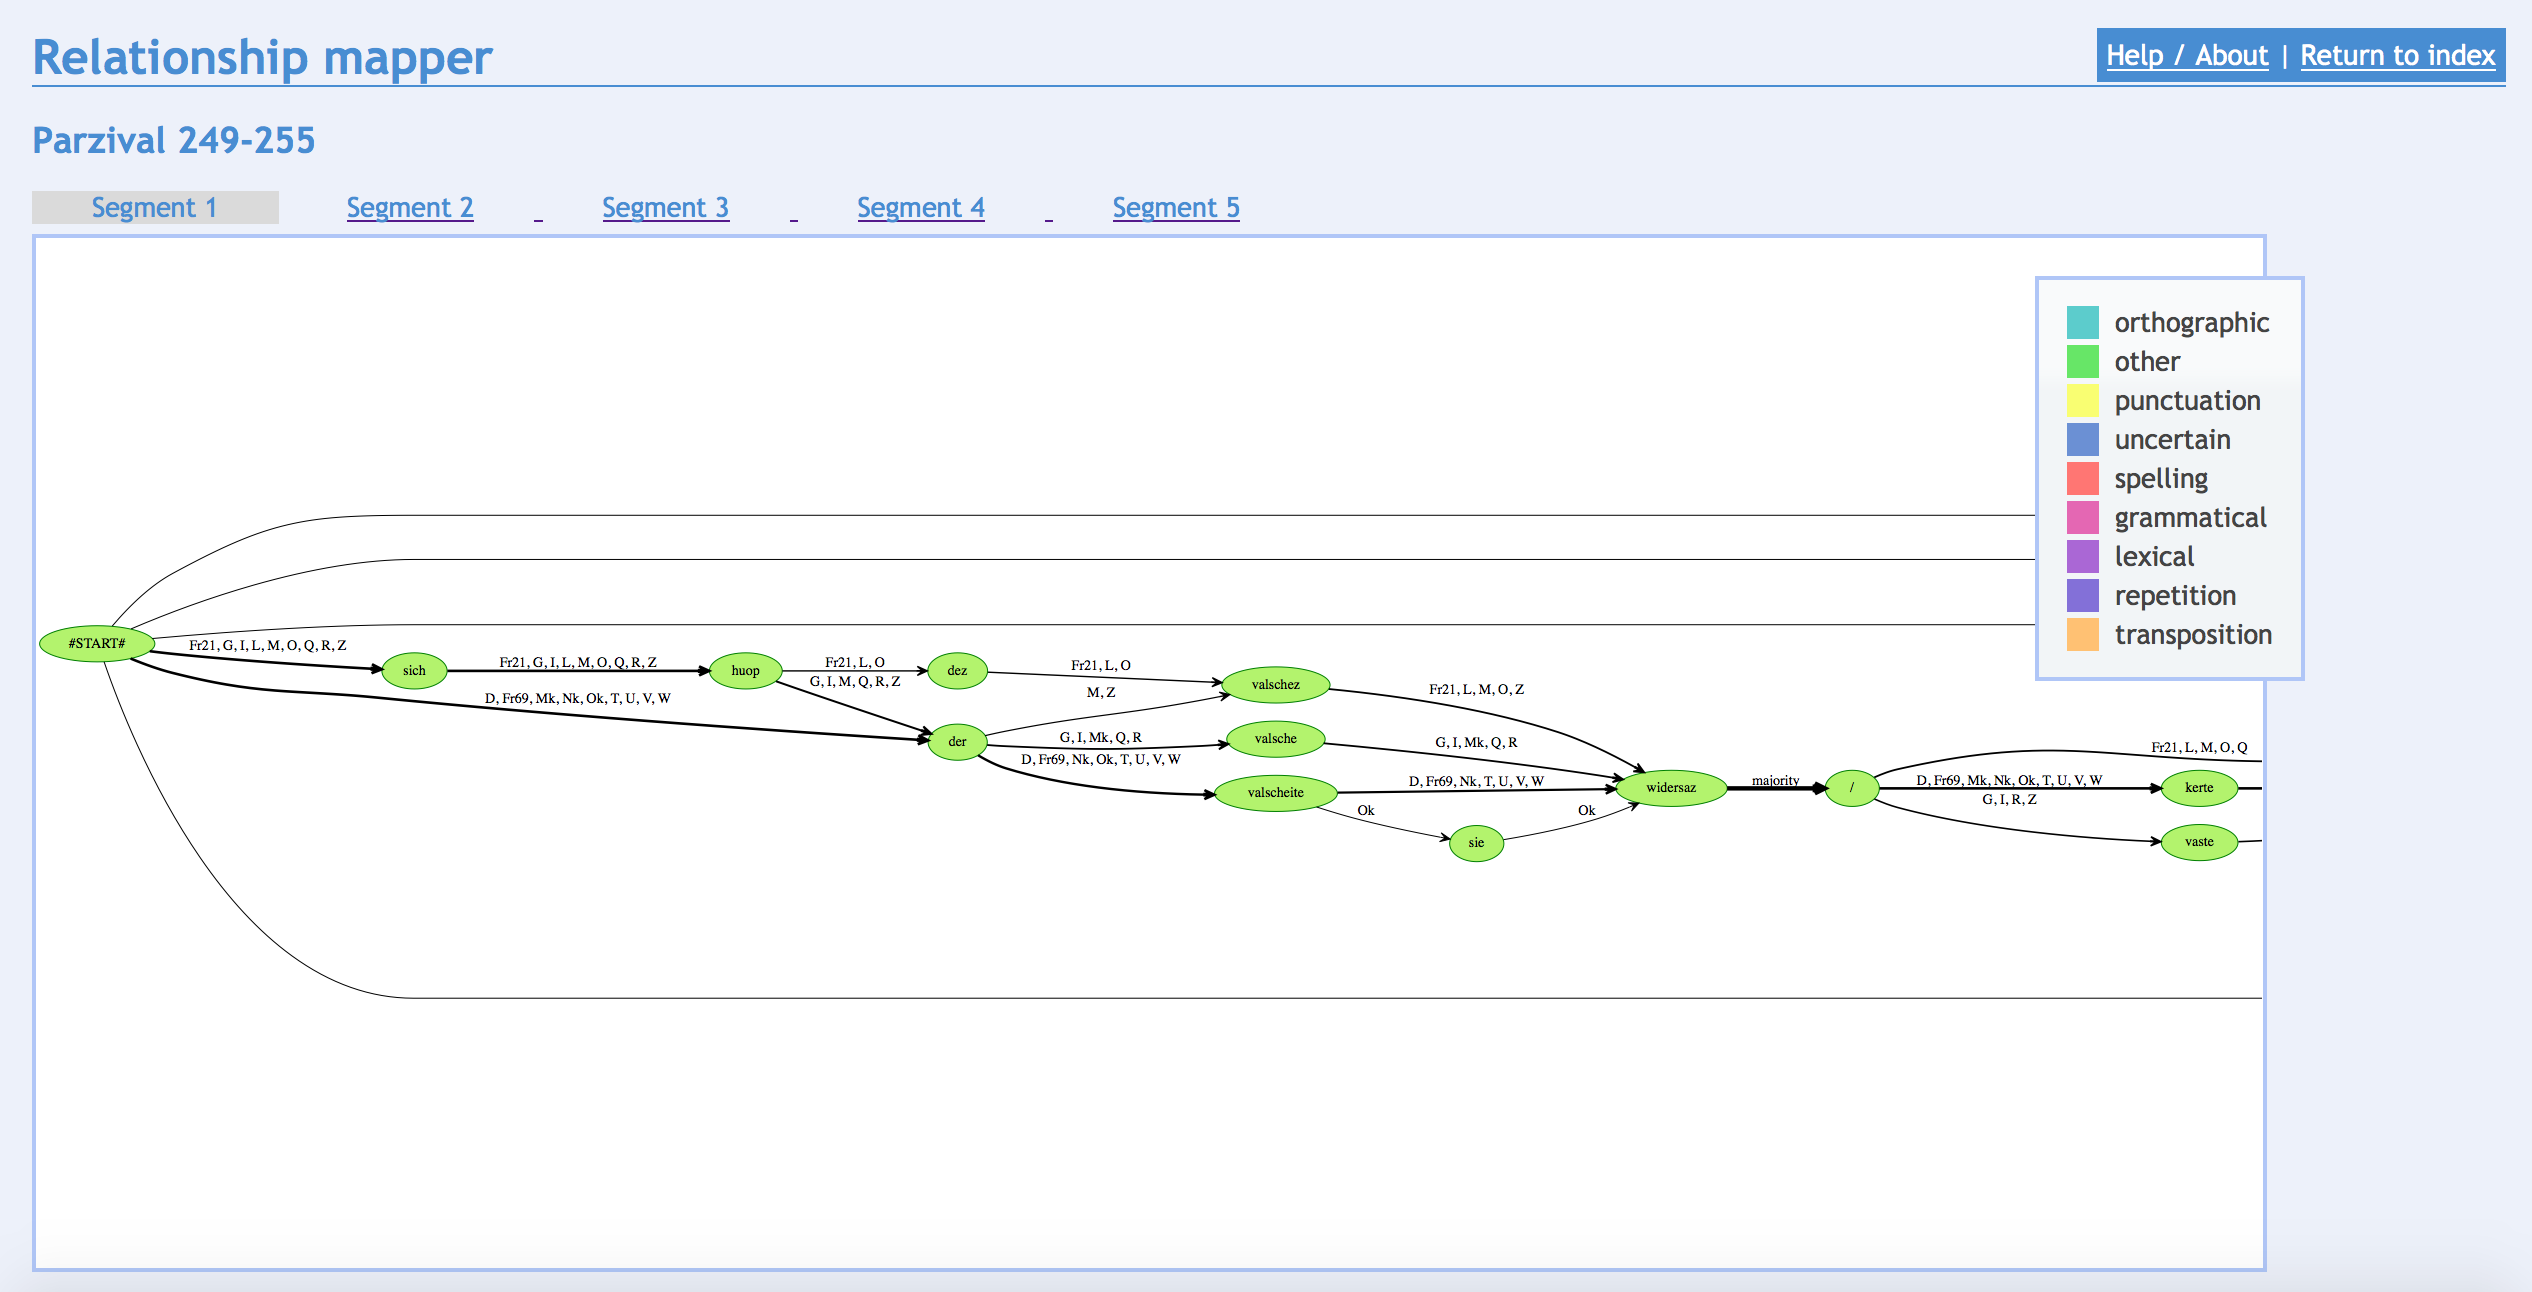 Relationship mapper
Help / About | Return to index
Parzival 249-255
Segment 1 Segment 2 Segment 3 Segment 4 Segment 5
orthographic
other
punctuation
uncertain
spelling
grammatical
lexical
repetition
transposition
#START#
Fr21, G, I, L, M, O, Q, R, Z
sich
Fr21, G, I, L, M, O, Q, R, Z
huop
Fr21, L, O
G, I, M, Q, R, Z
dez
Fr21, L, O
M, Z
valschez
Fr21, L, M, O, Z
D, Fr69, Mk, Nk, Ok, T, U, V, W
der
G, I, Mk, Q, R
valsche
G, I, Mk, Q, R
D, Fr69, Nk, Ok, T, U, V, W
valscheite
D, Fr69, Nk, T, U, V, W
Ok
sie
Ok
widersaz
majority
/
Fr21, L, M, O, Q
D, Fr69, Mk, Nk, Ok, T, U, V, W
kerte
G, I, R, Z
vaste